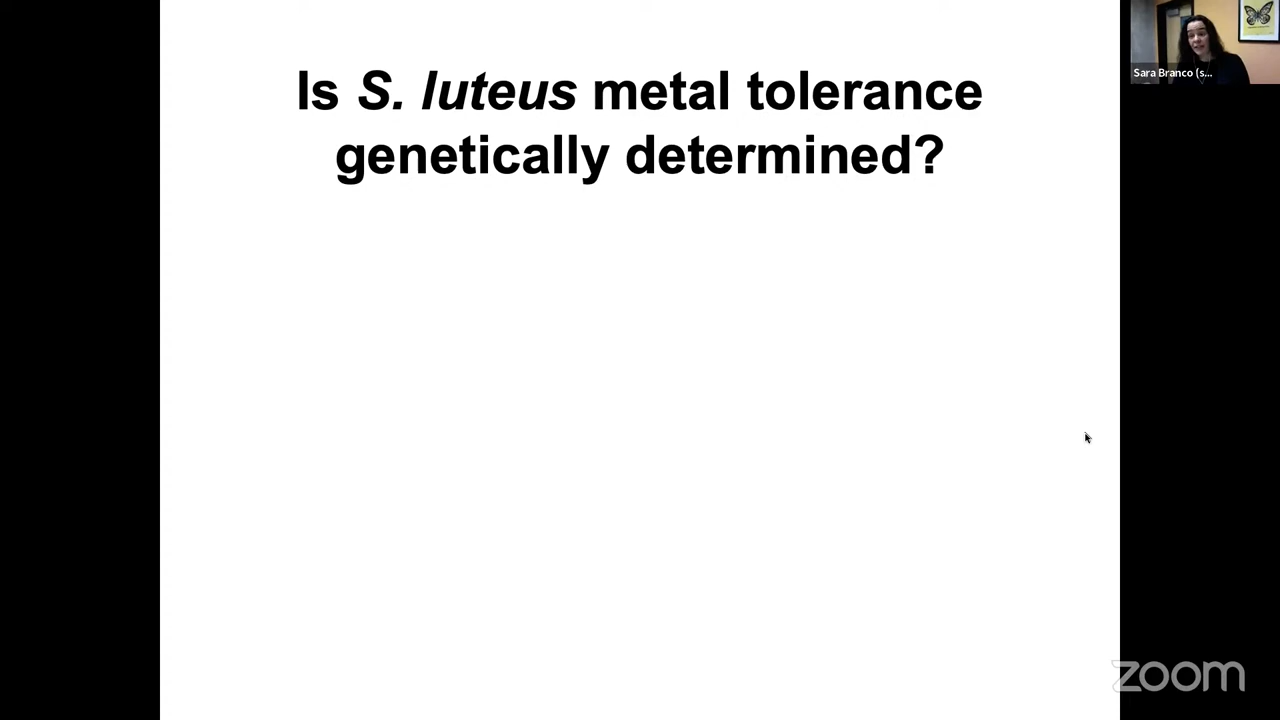 Is S. luteus metal tolerance
genetically determined?
Sara Branco (s...
zoom